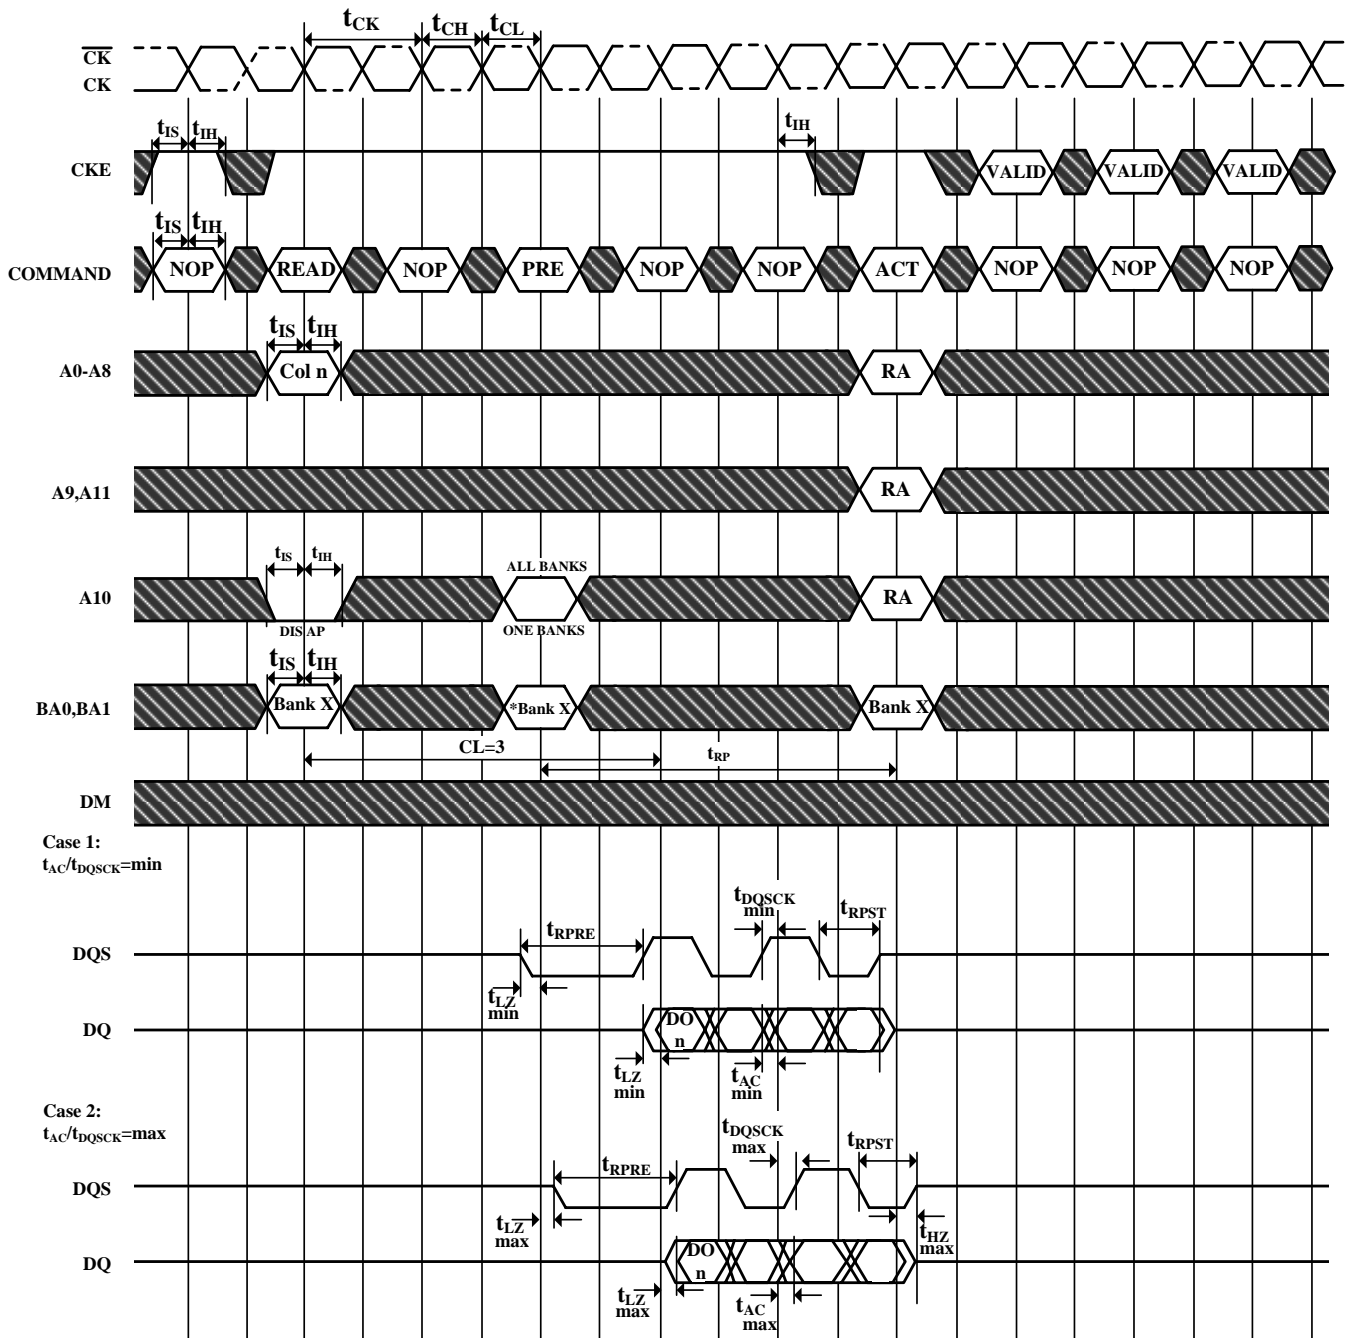 tCK tCH tCL
CK
CK
tIS tIH tIH
CKE VALID VALID VALID
tIS tIH
COMMAND NOP READ NOP PRE NOP NOP ACT NOP NOP NOP
tIS tIH
A0-A8 Col n RA
A9,A11 RA
tIS tIH ALL BANKS
A10 RA
DIS AP ONE BANKS
tIS tIH
BA0,BA1 Bank X *Bank X Bank X
CL=3 tRP
DM
Case 1:
tAC/tDQSCK=min
tDQSCK
min
tRPST
tRPRE
DQS
tLZ
min
DQ DO
n
tLZ
min
tAC
min
Case 2:
tAC/tDQSCK=max
tDQSCK
max
tRPST
tRPRE
DQS
tLZ
max
tHZ
max
DQ DO
n
tLZ
max
tAC
max